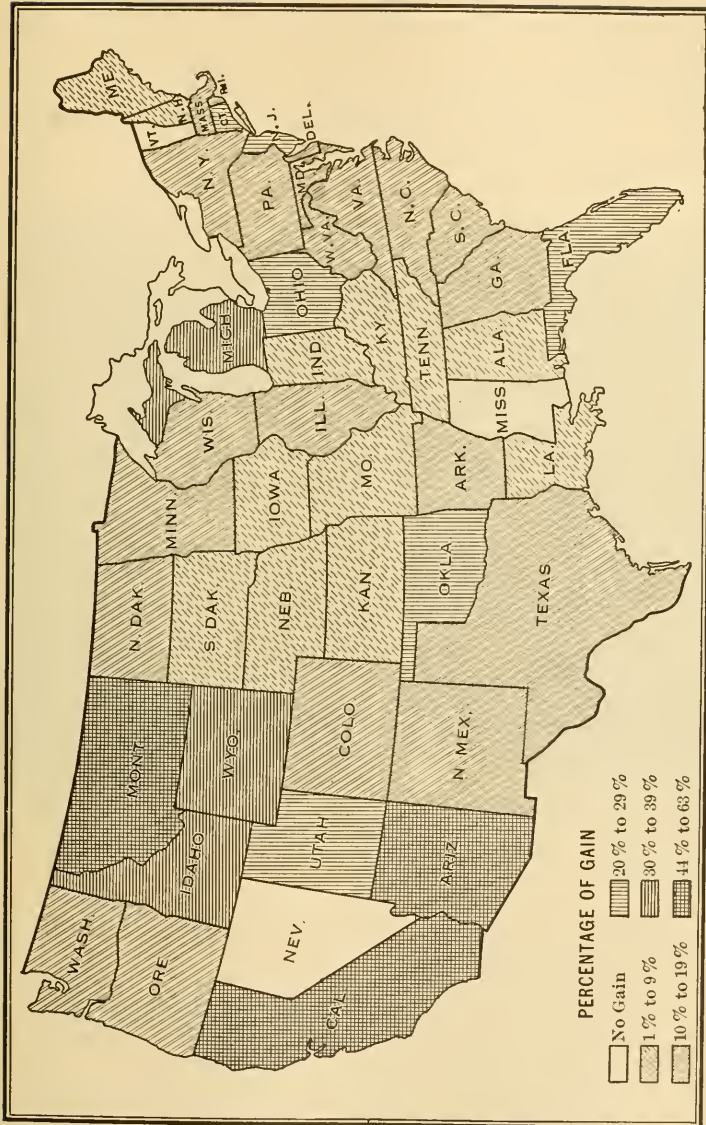 WASH.
ORE
CAL.
NEV.
IDAHO
MONT.
WYO.
UTAH
ARIZ.
COLO.
N. MEX.
N. DAK.
S. DAK.
NEB.
KAN
OKLA
TEXAS
MINN.
IOWA
MO.
ARK.
LA.
WIS.
ILL.
MICH.
IND
OHIO
KY.
TENN
MISS.
ALA
GA.
FLA.
S. C.
N. C.
VA.
W. VA.
MD.
DEL.
PA.
N. J.
N. Y.
VT.
N. H.
ME.
MASS.
CT.
R.I.
PERCENTAGE OF GAIN
No Gain
1 % to 9 %
10 % to 19 %
20 % to 29 %
30 % to 39 %
44 % to 63 %